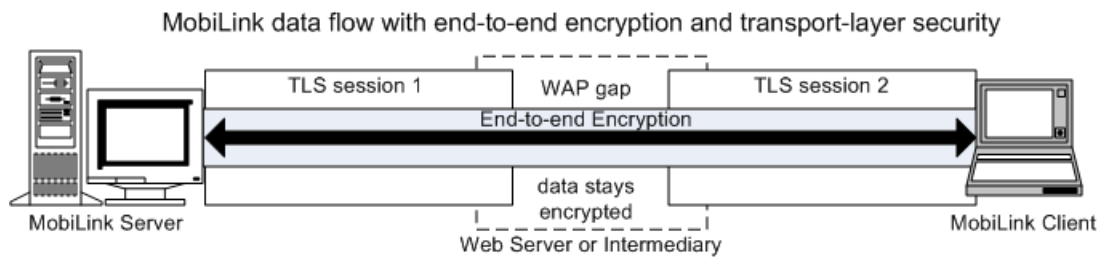 MobiLink data flow with end-to-end encryption and transport-layer security
TLS session 1
WAP gap
TLS session 2
End-to-end Encryption
data stays
encrypted
MobiLink Server
MobiLink Client
Web Server or Intermediary